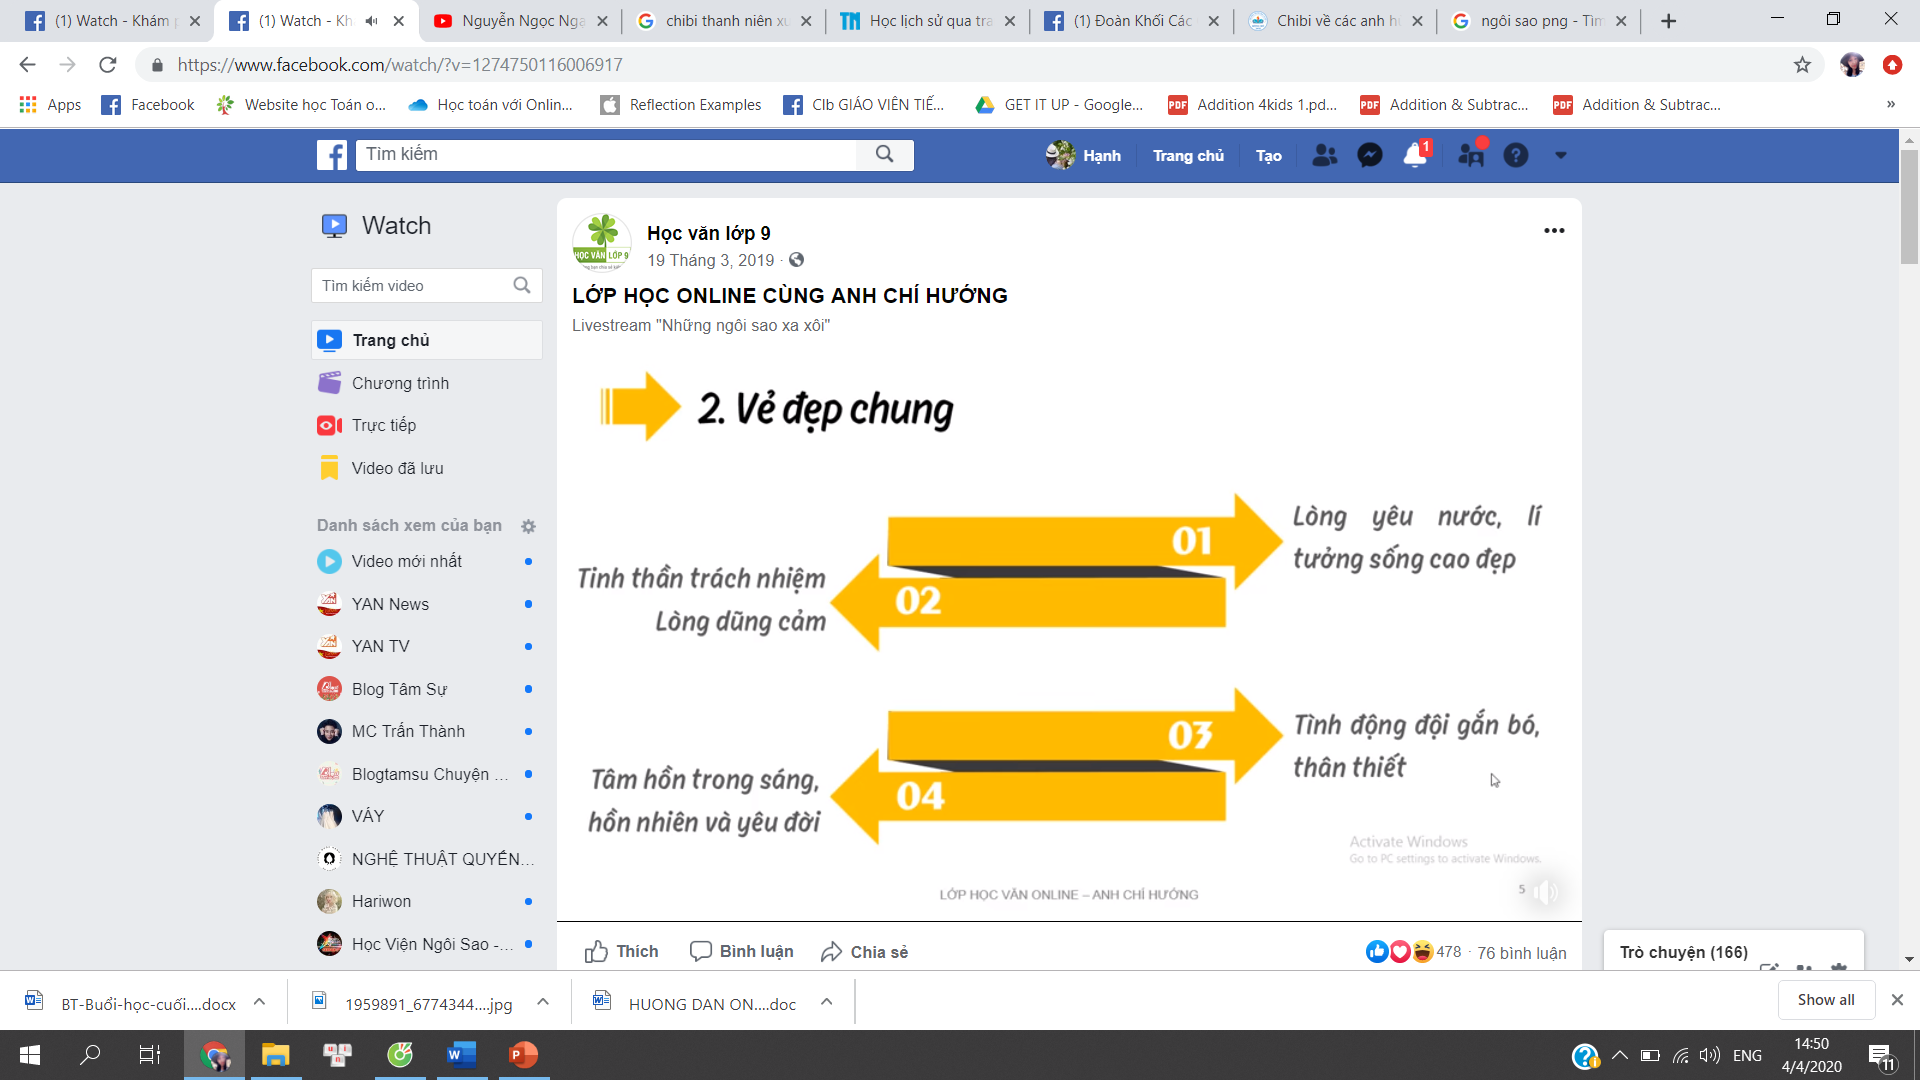 (1) Watch - Khám p
(1) Watch - Kh
Nguyễn Ngọc Nga
chibi thanh niên xu
Học lịch sử qua tra
(1) Đoàn Khối Các
Chibi về các anh h
ngôi sao png - Tìm
https://www.facebook.com/watch/?v=1274750116006917
Apps
Facebook
Website học Toán o...
Học toán với Onlin...
Reflection Examples
Clb GIÁO VIÊN TIẾ...
GET IT UP - Google...
Addition 4kids 1.pd...
Addition & Subtrac...
Addition & Subtrac...
»
Tìm kiếm
Hạnh
Trang chủ
Tạo
1
Watch
Tìm kiếm video
Trang chủ
Chương trình
Trực tiếp
Video đã lưu
Danh sách xem của bạn
Video mới nhất
YAN News
YAN TV
Blog Tâm Sự
MC Trấn Thành
Blogtamsu Chuyện ...
VÂY
NGHỆ THUẬT QUYẾN...
Hariwon
Học Viện Ngôi Sao -...
HỌC VĂN LỚP 9
Học văn lớp 9
19 Tháng 3, 2019 ·
LỚP HỌC ONLINE CÙNG ANH CHÍ HƯỚNG
Livestream "Những ngôi sao xa xôi"
2. Vẻ đẹp chung
01
Lòng yêu nước, lí
tưởng sống cao đẹp
Tinh thần trách nhiệm
Lòng dũng cảm
02
03
Tình động đội gắn bó,
thân thiết
Tâm hồn trong sáng,
hồn nhiên và yêu đời
04
Activate Windows
Go to PC settings to activate Windows.
LỚP HỌC VĂN ONLINE – ANH CHÍ HƯỚNG
5
Thích
Bình luận
Chia sẻ
478 · 76 bình luận
Trò chuyện (166)
BT-Buổi-học-cuối....docx
1959891_6774344....jpg
HUONG DAN ON....doc
Show all
ENG
14:50
4/4/2020
11